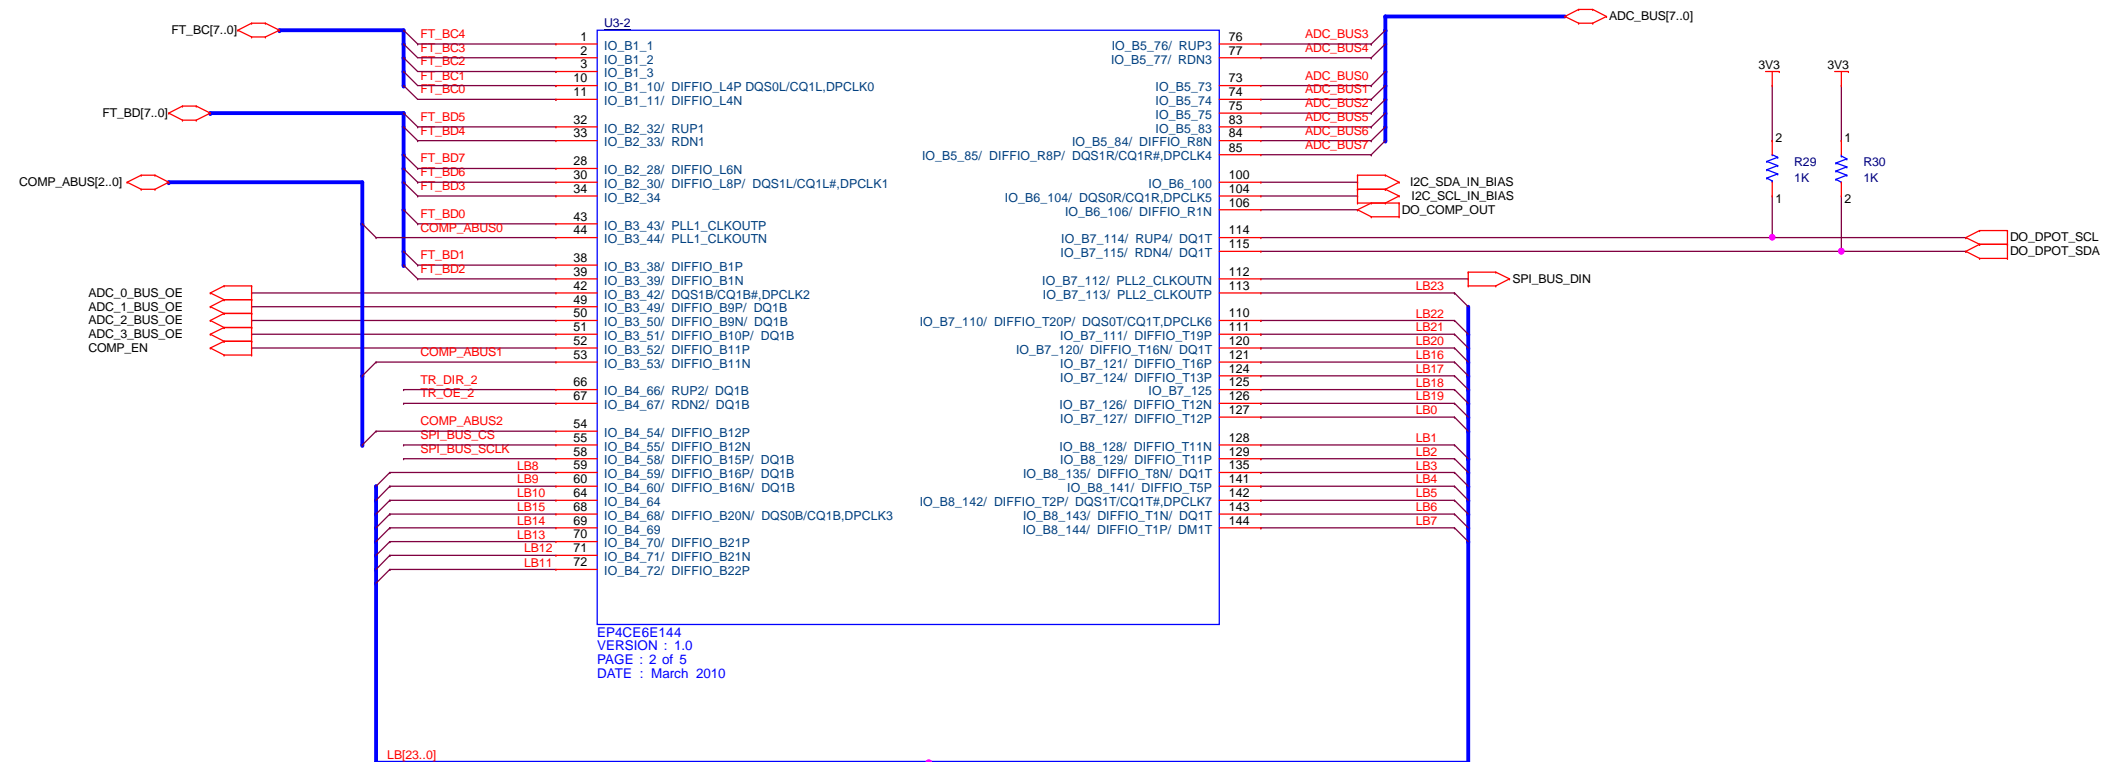 U3-2
FT_BC[7..0]
FT_BC4 1 IO_B1_1
FT_BC3 2 IO_B1_2
FT_BC2 3 IO_B1_3
FT_BC1 10 IO_B1_10/ DIFFIO_L4P DQS0L/CQ1L,DPCLK0
FT_BC0 11 IO_B1_11/ DIFFIO_L4N
FT_BD[7..0]
FT_BD5 32 IO_B2_32/ RUP1
FT_BD4 33 IO_B2_33/ RDN1
FT_BD7 28 IO_B2_28/ DIFFIO_L6N
FT_BD6 30 IO_B2_30/ DIFFIO_L8P/ DQS1L/CQ1L#,DPCLK1
FT_BD3 34 IO_B2_34
COMP_ABUS[2..0]
FT_BD0 43 IO_B3_43/ PLL1_CLKOUTP
COMP_ABUS0 44 IO_B3_44/ PLL1_CLKOUTN
FT_BD1 38 IO_B3_38/ DIFFIO_B1P
FT_BD2 39 IO_B3_39/ DIFFIO_B1N
ADC_0_BUS_OE 42 IO_B3_42/ DQS1B/CQ1B#,DPCLK2
ADC_1_BUS_OE 49 IO_B3_49/ DIFFIO_B9P/ DQ1B
ADC_2_BUS_OE 50 IO_B3_50/ DIFFIO_B9N/ DQ1B
ADC_3_BUS_OE 51 IO_B3_51/ DIFFIO_B10P/ DQ1B
COMP_EN 52 IO_B3_52/ DIFFIO_B11P
COMP_ABUS1 53 IO_B3_53/ DIFFIO_B11N
TR_DIR_2 66 IO_B4_66/ RUP2/ DQ1B
TR_OE_2 67 IO_B4_67/ RDN2/ DQ1B
COMP_ABUS2 54 IO_B4_54/ DIFFIO_B12P
SPI_BUS_CS 55 IO_B4_55/ DIFFIO_B12N
SPI_BUS_SCLK 58 IO_B4_58/ DIFFIO_B15P/ DQ1B
LB8 59 IO_B4_59/ DIFFIO_B16P/ DQ1B
LB9 60 IO_B4_60/ DIFFIO_B16N/ DQ1B
LB10 64 IO_B4_64
LB15 68 IO_B4_68/ DIFFIO_B20N/ DQS0B/CQ1B,DPCLK3
LB14 69 IO_B4_69
LB13 70 IO_B4_70/ DIFFIO_B21P
LB12 71 IO_B4_71/ DIFFIO_B21N
LB11 72 IO_B4_72/ DIFFIO_B22P
ADC_BUS[7..0]
IO_B5_76/ RUP3 76 ADC_BUS3
IO_B5_77/ RDN3 77 ADC_BUS4
IO_B5_73 73 ADC_BUS0
IO_B5_74 74 ADC_BUS1
IO_B5_75 75 ADC_BUS2
IO_B5_83 83 ADC_BUS5
IO_B5_84/ DIFFIO_R8N 84 ADC_BUS6
IO_B5_85/ DIFFIO_R8P/ DQS1R/CQ1R#,DPCLK4 85 ADC_BUS7
IO_B6_100 100 I2C_SDA_IN_BIAS
IO_B6_104/ DQS0R/CQ1R,DPCLK5 104 I2C_SCL_IN_BIAS
IO_B6_106/ DIFFIO_R1N 106 DO_COMP_OUT
IO_B7_114/ RUP4/ DQ1T 114 DO_DPOT_SCL
IO_B7_115/ RDN4/ DQ1T 115 DO_DPOT_SDA
IO_B7_112/ PLL2_CLKOUTN 112 SPI_BUS_DIN
IO_B7_113/ PLL2_CLKOUTP 113 LB23
IO_B7_110/ DIFFIO_T20P/ DQS0T/CQ1T,DPCLK6 110 LB22
IO_B7_111/ DIFFIO_T19P 111 LB21
IO_B7_120/ DIFFIO_T16N/ DQ1T 120 LB20
IO_B7_121/ DIFFIO_T16P 121 LB16
IO_B7_124/ DIFFIO_T13P 124 LB17
IO_B7_125 125 LB18
IO_B7_126/ DIFFIO_T12N 126 LB19
IO_B7_127/ DIFFIO_T12P 127 LB0
IO_B8_128/ DIFFIO_T11N 128 LB1
IO_B8_129/ DIFFIO_T11P 129 LB2
IO_B8_135/ DIFFIO_T8N/ DQ1T 135 LB3
IO_B8_141/ DIFFIO_T5P 141 LB4
IO_B8_142/ DIFFIO_T2P/ DQS1T/CQ1T#,DPCLK7 142 LB5
IO_B8_143/ DIFFIO_T1N/ DQ1T 143 LB6
IO_B8_144/ DIFFIO_T1P/ DM1T 144 LB7
3V3 3V3
2 1
R29 R30
1K 1K
1 2
EP4CE6E144
VERSION : 1.0
PAGE : 2 of 5
DATE : March 2010
LB[23..0]